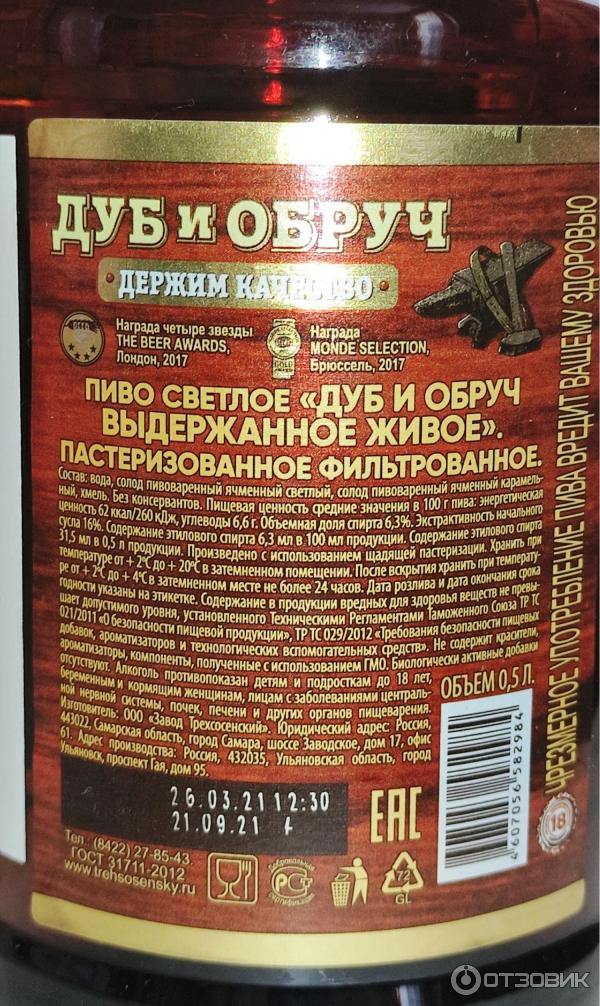 ДУБ И ОБРУЧ
ДЕРЖИМ КАЧЕСТВО
BEER
Награда четыре звезды
THE BEER AWARDS,
Лондон, 2017
Награда
MONDE SELECTION,
Брюссель, 2017
ПИВО СВЕТЛОЕ «ДУБ И ОБРУЧ
ВЫДЕРЖАННОЕ ЖИВОЕ».
ПАСТЕРИЗОВАННОЕ ФИЛЬТРОВАННОЕ.
Состав: вода, солод пивоваренный ячменный светлый, солод пивоваренный ячменный карамель-
ный, хмель. Без консервантов. Пищевая ценность средние значения в 100 г пива: энергетическая
ценность 62 ккал/260 кДж, углеводы 6,6 г. Объемная доля спирта 6,3%. Экстрактивность начального
сусла 16%. Содержание этилового спирта 6,3 мл в 100 мл продукции. Содержание этилового спирта
31,5 мл в 0,5 л продукции. Произведено с использованием щадящей пастеризации. Хранить при
температуре от + 2°C до + 20°C в затемненном помещении. После вскрытия хранить при температу-
ре от + 2°C до + 4°C в затемненном месте не более 24 часов. Дата розлива и дата окончания срока
годности указаны на этикетке. Содержание в продукции вредных для здоровья веществ не превы-
шает допустимого уровня, установленного Техническими Регламентами Таможенного Союза ТР ТС
021/2011 «О безопасности пищевой продукции», ТР ТС 029/2012 «Требования безопасности пищевых
добавок, ароматизаторов и технологических вспомогательных средств». Не содержит красители,
ароматизаторы, компоненты, полученные с использованием ГМО. Биологически активные добавки
отсутствуют. Алкоголь противопоказан детям и подросткам до 18 лет,
беременным и кормящим женщинам, лицам с заболеваниями централь-
ной нервной системы, почек, печени и других органов пищеварения.
Изготовитель: ООО «Завод Трехсосенский». Юридический адрес: Россия,
443022, Самарская область, город Самара, шоссе Заводское, дом 17, офис
61. Адрес производства: Россия, 432035, Ульяновская область, город
Ульяновск, проспект Гая, дом 95.
ОБЪЕМ 0,5 Л.
26.03.21 12:30
21.09.21
EAC
Тел.: (8422) 27-85-43.
ГОСТ 31711-2012
www.trehsosensky.ru
Добровольная
РСТ
сертификация
72
GL
4 607056 582984
18
ЧРЕЗМЕРНОЕ УПОТРЕБЛЕНИЕ ПИВА ВРЕДИТ ВАШЕМУ ЗДОРОВЬЮ
ОТЗОВИК